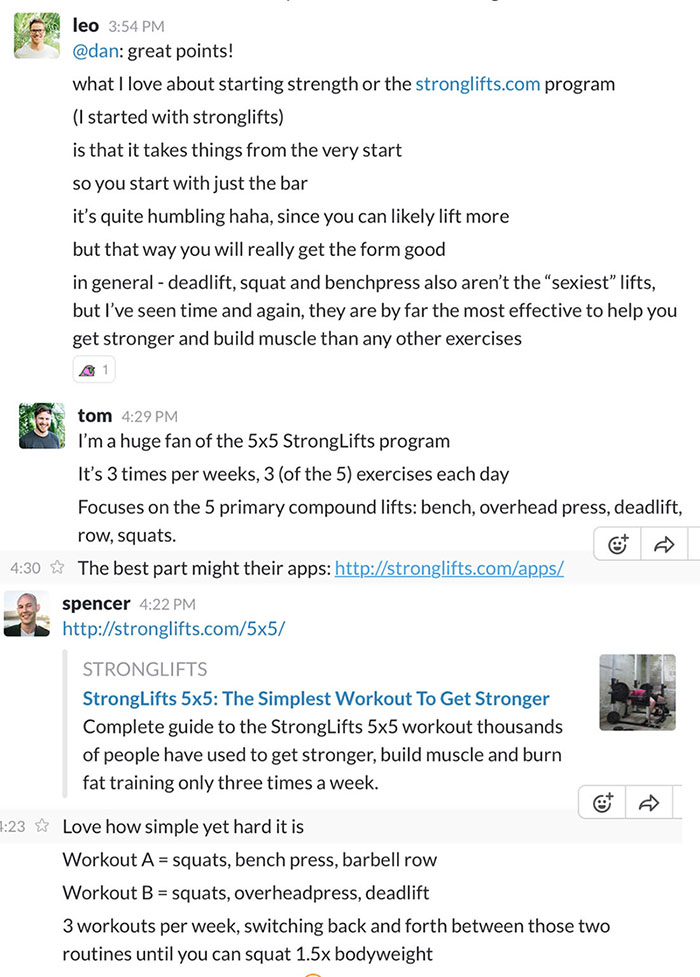 leo 3:54 PM
@dan: great points!
what I love about starting strength or the stronglifts.com program
(I started with stronglifts)
is that it takes things from the very start
so you start with just the bar
it's quite humbling haha, since you can likely lift more
but that way you will really get the form good
in general - deadlift, squat and benchpress also aren't the “sexiest” lifts,
but I've seen time and again, they are by far the most effective to help you
get stronger and build muscle than any other exercises
1
tom 4:29 PM
I'm a huge fan of the 5x5 StrongLifts program
It's 3 times per weeks, 3 (of the 5) exercises each day
Focuses on the 5 primary compound lifts: bench, overhead press, deadlift,
row, squats.
4:30 The best part might their apps: http://stronglifts.com/apps/
spencer 4:22 PM
http://stronglifts.com/5x5/
STRONGLIFTS
StrongLifts 5x5: The Simplest Workout To Get Stronger
Complete guide to the StrongLifts 5x5 workout thousands
of people have used to get stronger, build muscle and burn
fat training only three times a week.
:23 Love how simple yet hard it is
Workout A = squats, bench press, barbell row
Workout B = squats, overheadpress, deadlift
3 workouts per week, switching back and forth between those two
routines until you can squat 1.5x bodyweight